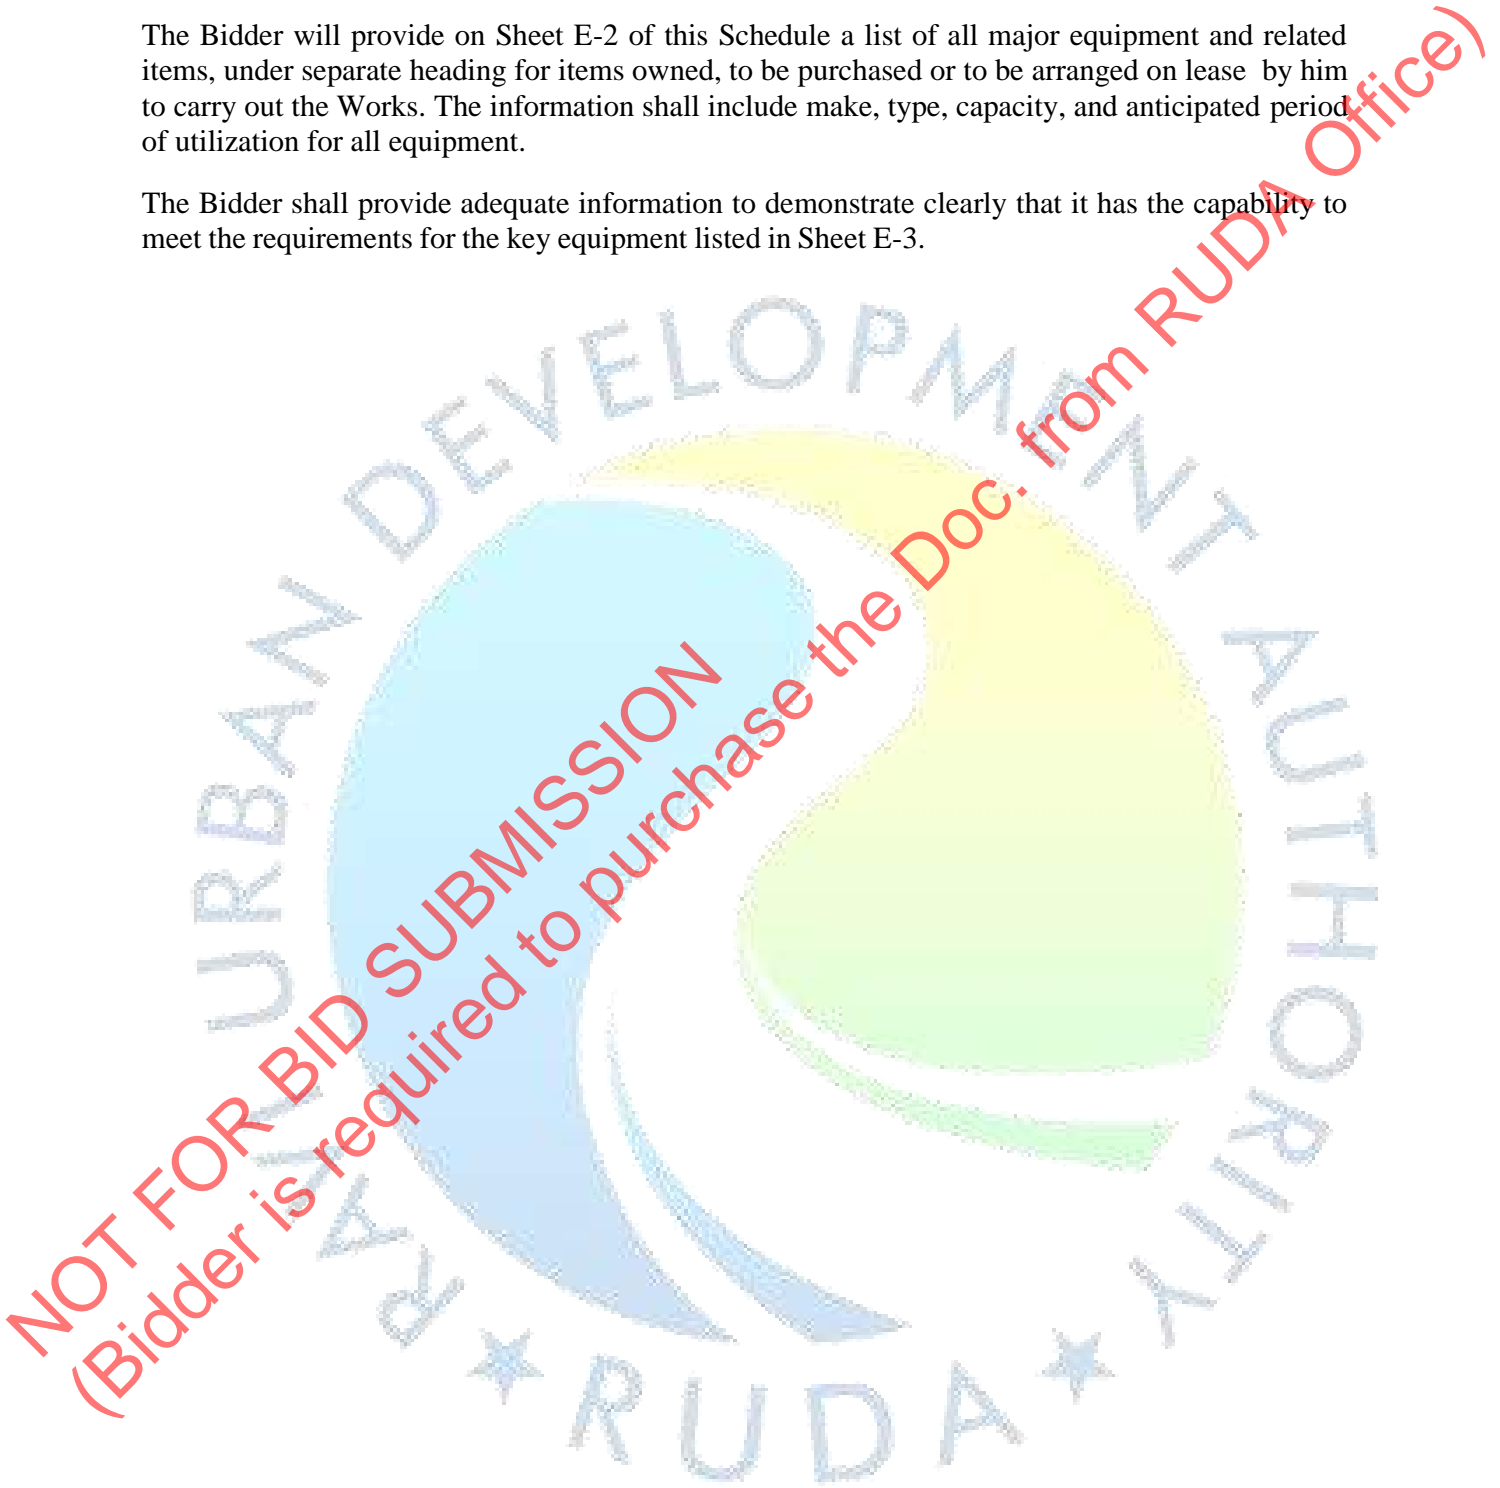 The Bidder will provide on Sheet E-2 of this Schedule a list of all major equipment and related
items, under separate heading for items owned, to be purchased or to be arranged on lease by him
to carry out the Works. The information shall include make, type, capacity, and anticipated period
of utilization for all equipment.
The Bidder shall provide adequate information to demonstrate clearly that it has the capability to
meet the requirements for the key equipment listed in Sheet E-3.
RAVI URBAN DEVELOPMENT AUTHORITY
NOT FOR BID SUBMISSION
(Bidder is required to purchase the Doc. from RUDA Office)
RUDA